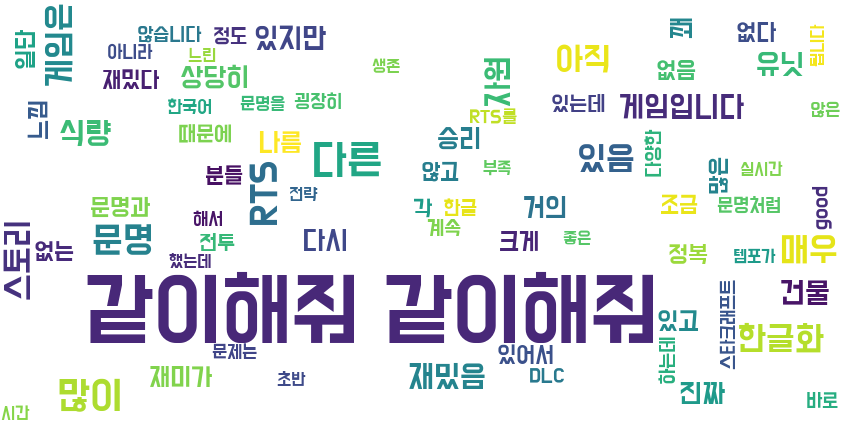 일단
게임은
않습니다
정도
있지만
아니라
느린
재밌다
상당히
생존
아직
깨
없다
됩니다
없음
유닛
느낌
식량
한국어
문명을
굉장히
때문에
나름
다른
자원
RTS를
있는데
게임입니다
않은
승리
분들
RTS
전략
않고
부족
있음
다양한
많은
실시간
문명과
해서
각
한글
거의
조금
문명처럼
good
스토리
없는
문명
전투
다시
계속
크게
좋은
정복
템포가
매우
했는데
같이해줘 같이해줘
건물
있고
스타크래프트
한글화
문제는
있어서
하는데
재미가
초반
재밌음
DLC
많이
진짜
바로
시간